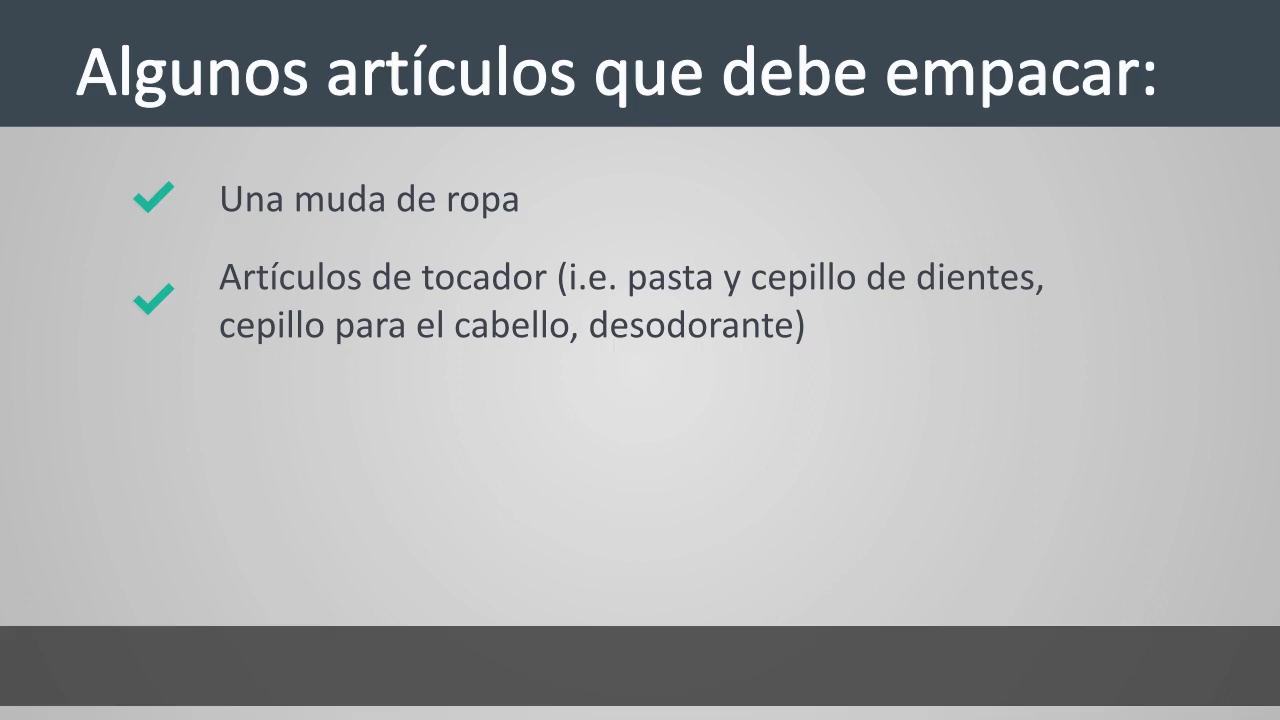 Algunos artículos que debe empacar:
Una muda de ropa
Artículos de tocador (i.e. pasta y cepillo de dientes,
cepillo para el cabello, desodorante)